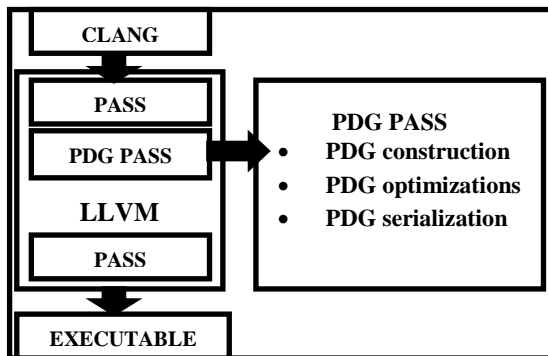 CLANG
PASS
PDG PASS
LLVM
PASS
EXECUTABLE
PDG PASS
• PDG construction
• PDG optimizations
• PDG serialization